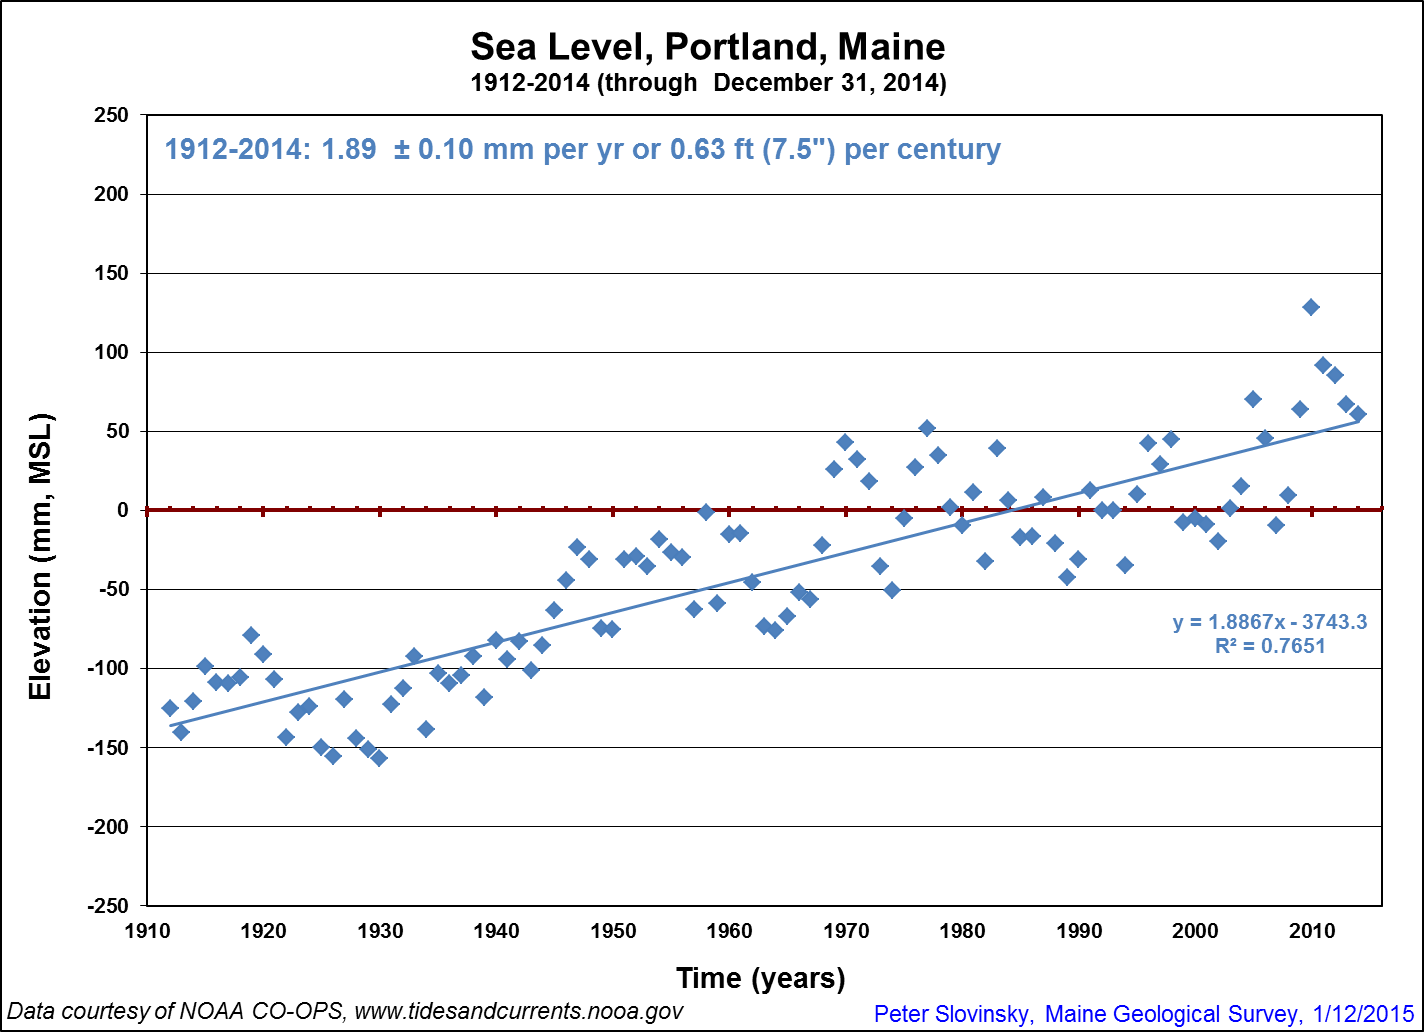 Sea Level, Portland, Maine
1912-2014 (through December 31, 2014)
250
1912-2014: 1.89 ± 0.10 mm per yr or 0.63 ft (7.5") per century
200
150
100
50
0
-50
-100
-150
-200
-250
Elevation (mm, MSL)
y = 1.8867x - 3743.3
R² = 0.7651
1910 1920 1930 1940 1950 1960 1970 1980 1990 2000 2010
Time (years)
Data courtesy of NOAA CO-OPS, www.tidesandcurrents.nooa.gov
Peter Slovinsky, Maine Geological Survey, 1/12/2015